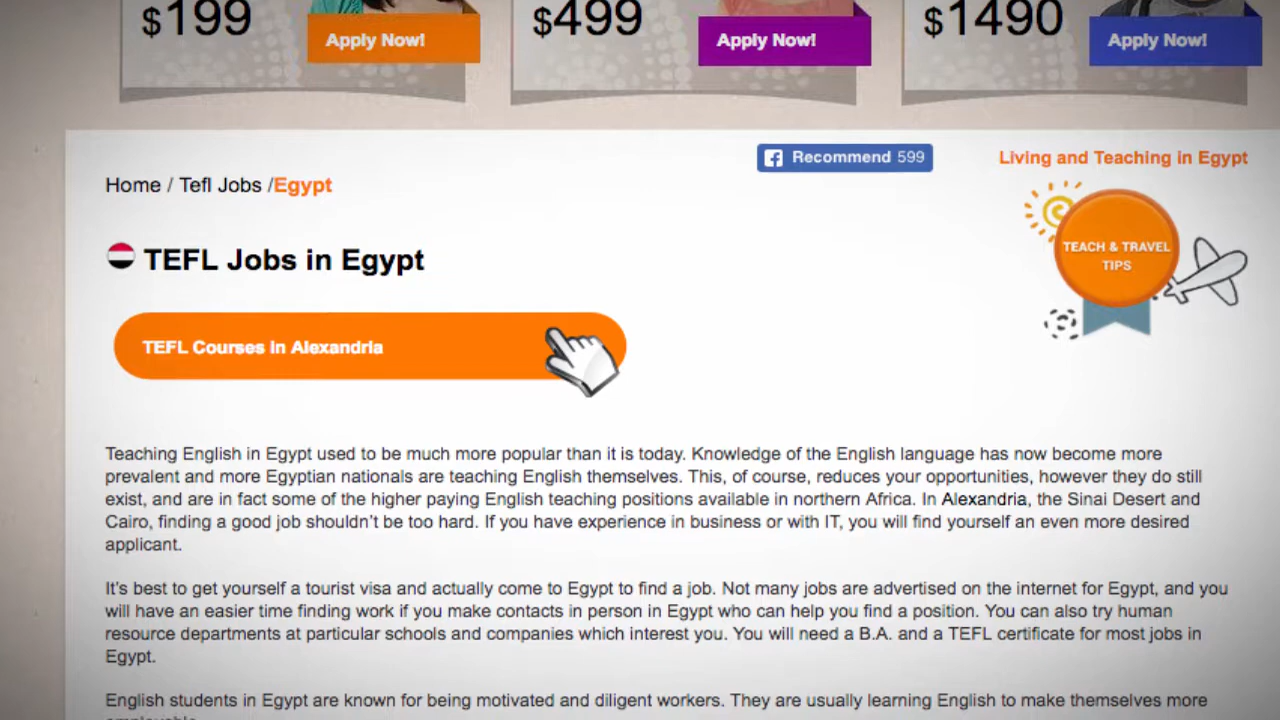 $199
Apply Now!
$499
Apply Now!
$1490
Apply Now!
Recommend 599
Living and Teaching in Egypt
Home / Tefl Jobs /Egypt
TEACH & TRAVEL
TIPS
TEFL Jobs in Egypt
TEFL Courses in Alexandria
Teaching English in Egypt used to be much more popular than it is today. Knowledge of the English language has now become more
prevalent and more Egyptian nationals are teaching English themselves. This, of course, reduces your opportunities, however they do still
exist, and are in fact some of the higher paying English teaching positions available in northern Africa. In Alexandria, the Sinai Desert and
Cairo, finding a good job shouldn't be too hard. If you have experience in business or with IT, you will find yourself an even more desired
applicant.
It's best to get yourself a tourist visa and actually come to Egypt to find a job. Not many jobs are advertised on the internet for Egypt, and you
will have an easier time finding work if you make contacts in person in Egypt who can help you find a position. You can also try human
resource departments at particular schools and companies which interest you. You will need a B.A. and a TEFL certificate for most jobs in
Egypt.
English students in Egypt are known for being motivated and diligent workers. They are usually learning English to make themselves more